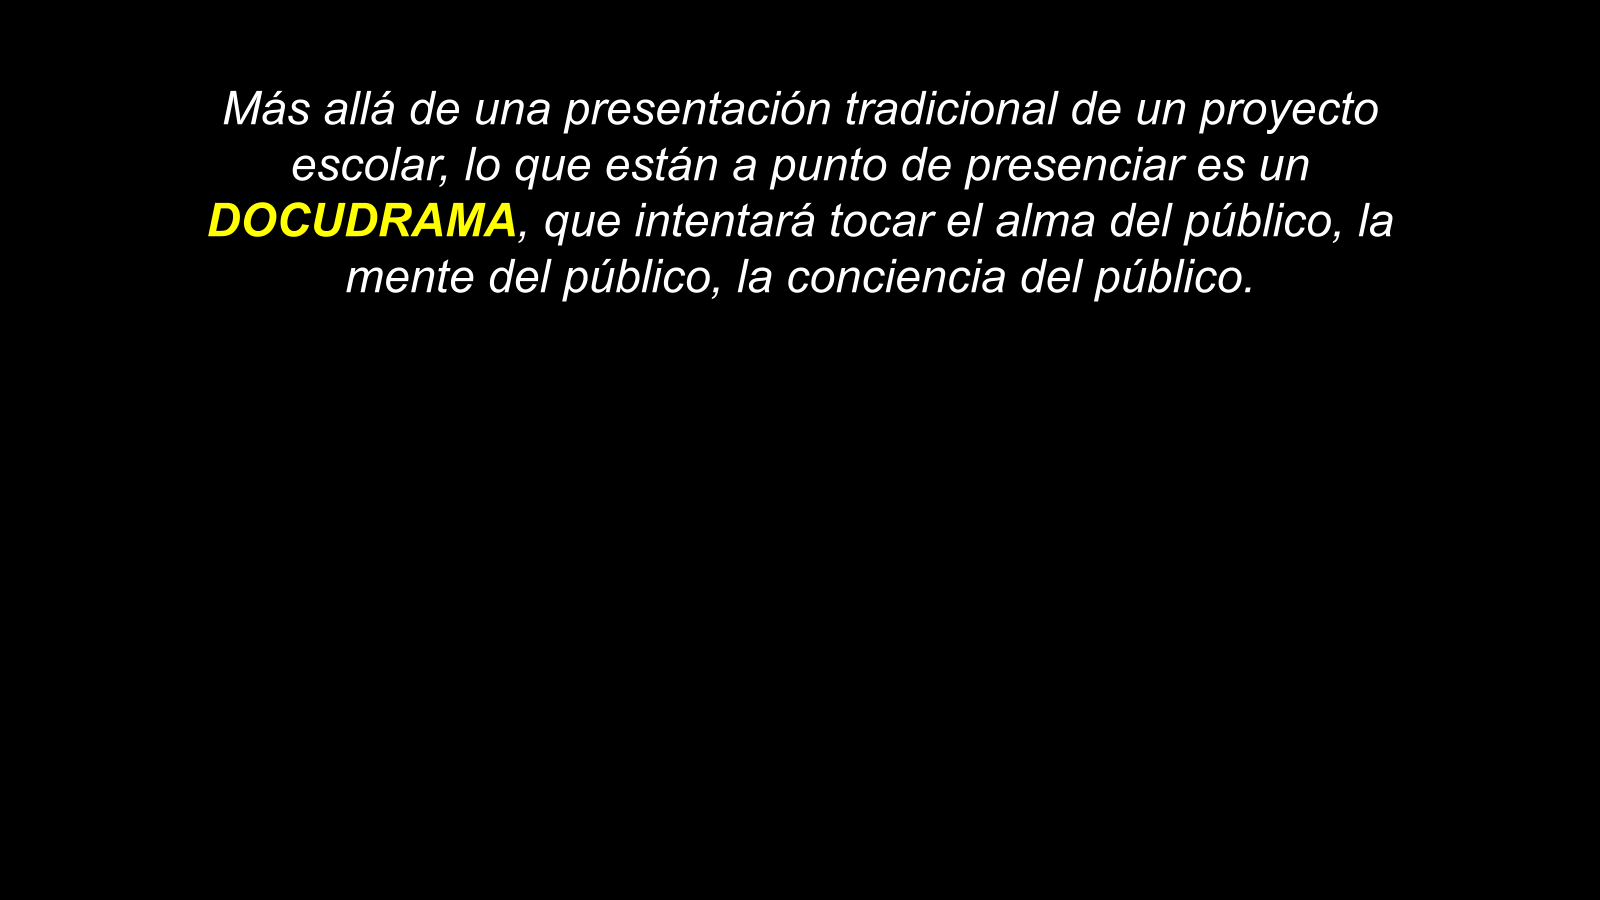 Más allá de una presentación tradicional de un proyecto
escolar, lo que están a punto de presenciar es un
DOCUDRAMA, que intentará tocar el alma del público, la
mente del público, la conciencia del público.